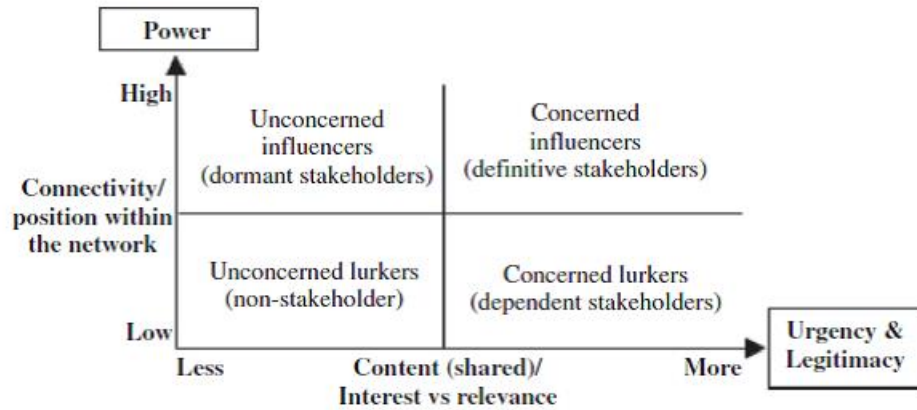 Power
High
Unconcerned
influencers
(dormant stakeholders)
Concerned
influencers
(definitive stakeholders)
Connectivity/
position within
the network
Unconcerned lurkers
(non-stakeholder)
Concerned lurkers
(dependent stakeholders)
Low
Urgency &
Legitimacy
Less
Content (shared)/
Interest vs relevance
More